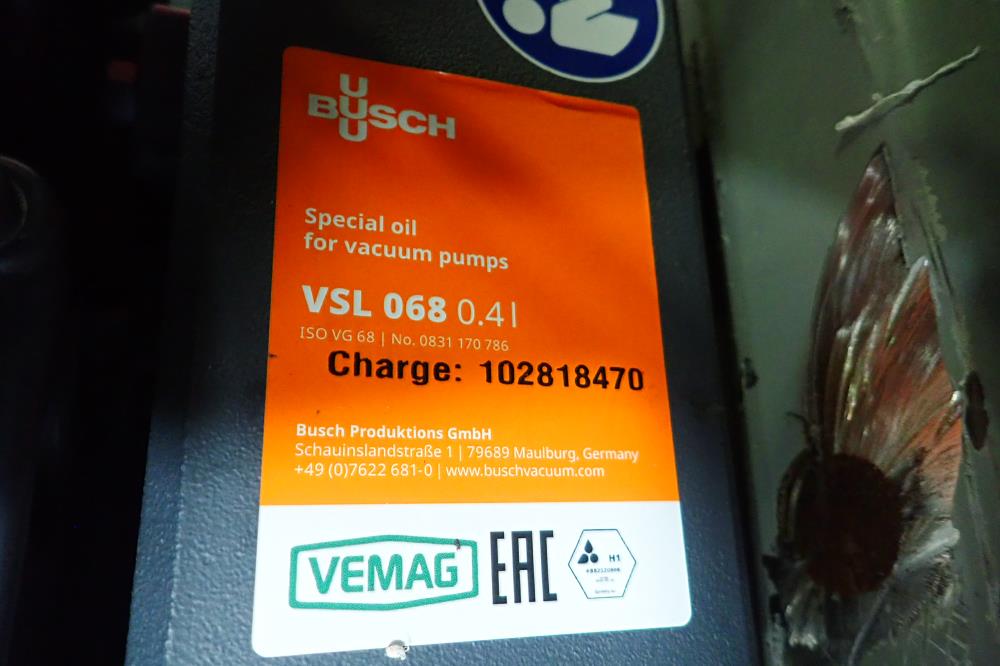 BUSCH
Special oil
for vacuum pumps
VSL 068 0.4 l
ISO VG 68 | No. 0831 170 786
Charge: 102818470
Busch Produktions GmbH
Schauinslandstraße 1 | 79689 Maulburg, Germany
+49 (0)7622 681-0 | www.buschvacuum.com
VEMAG EAC H1